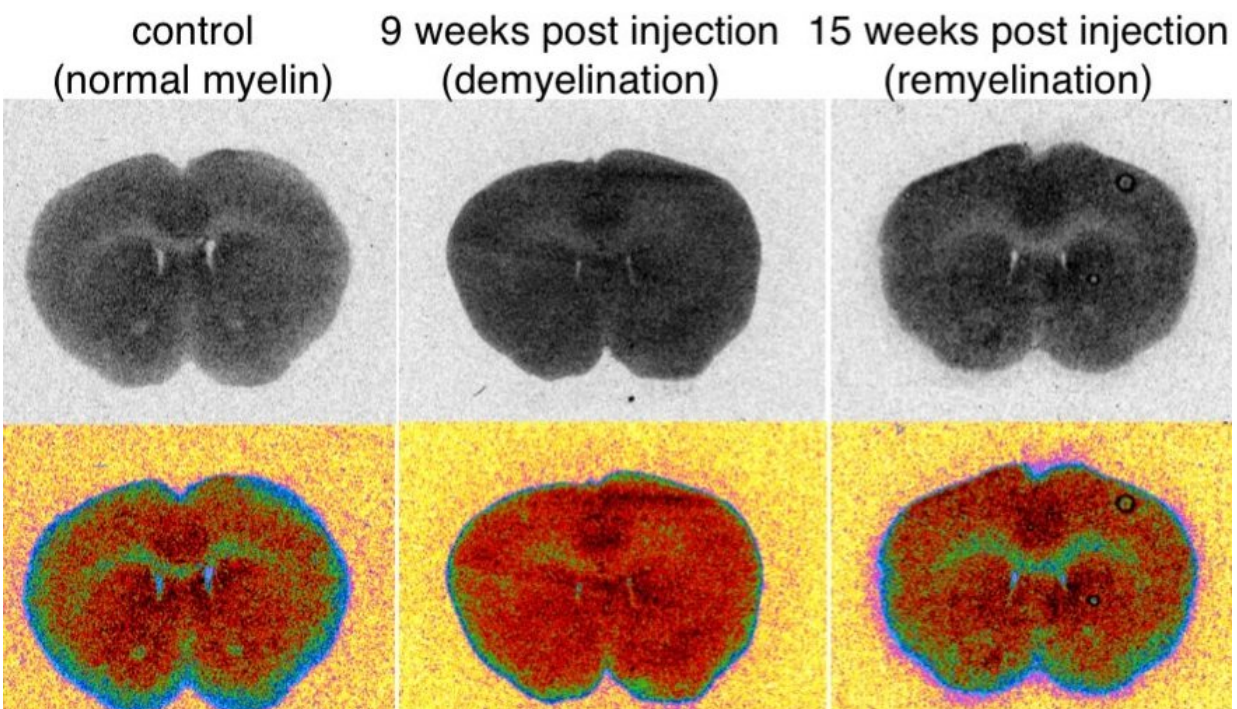 control
(normal myelin)
9 weeks post injection
(demyelination)
15 weeks post injection
(remyelination)